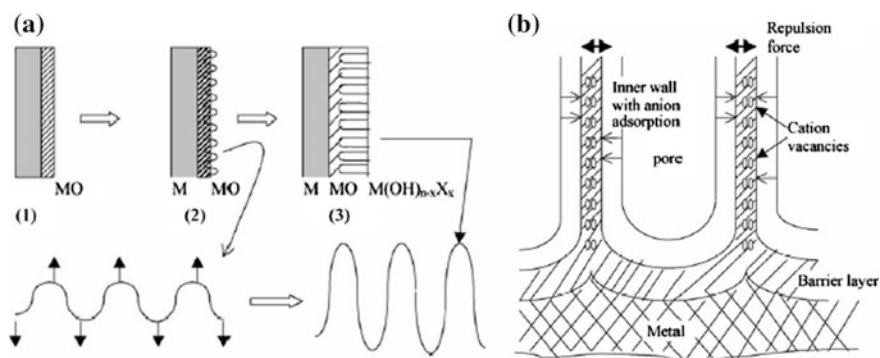 (a)
MO
(1)
M MO
(2)
M MO M(OH)n-xXx
(3)
(b)
Repulsion
force
Inner wall
with anion
adsorption
pore
Cation
vacancies
Barrier layer
Metal